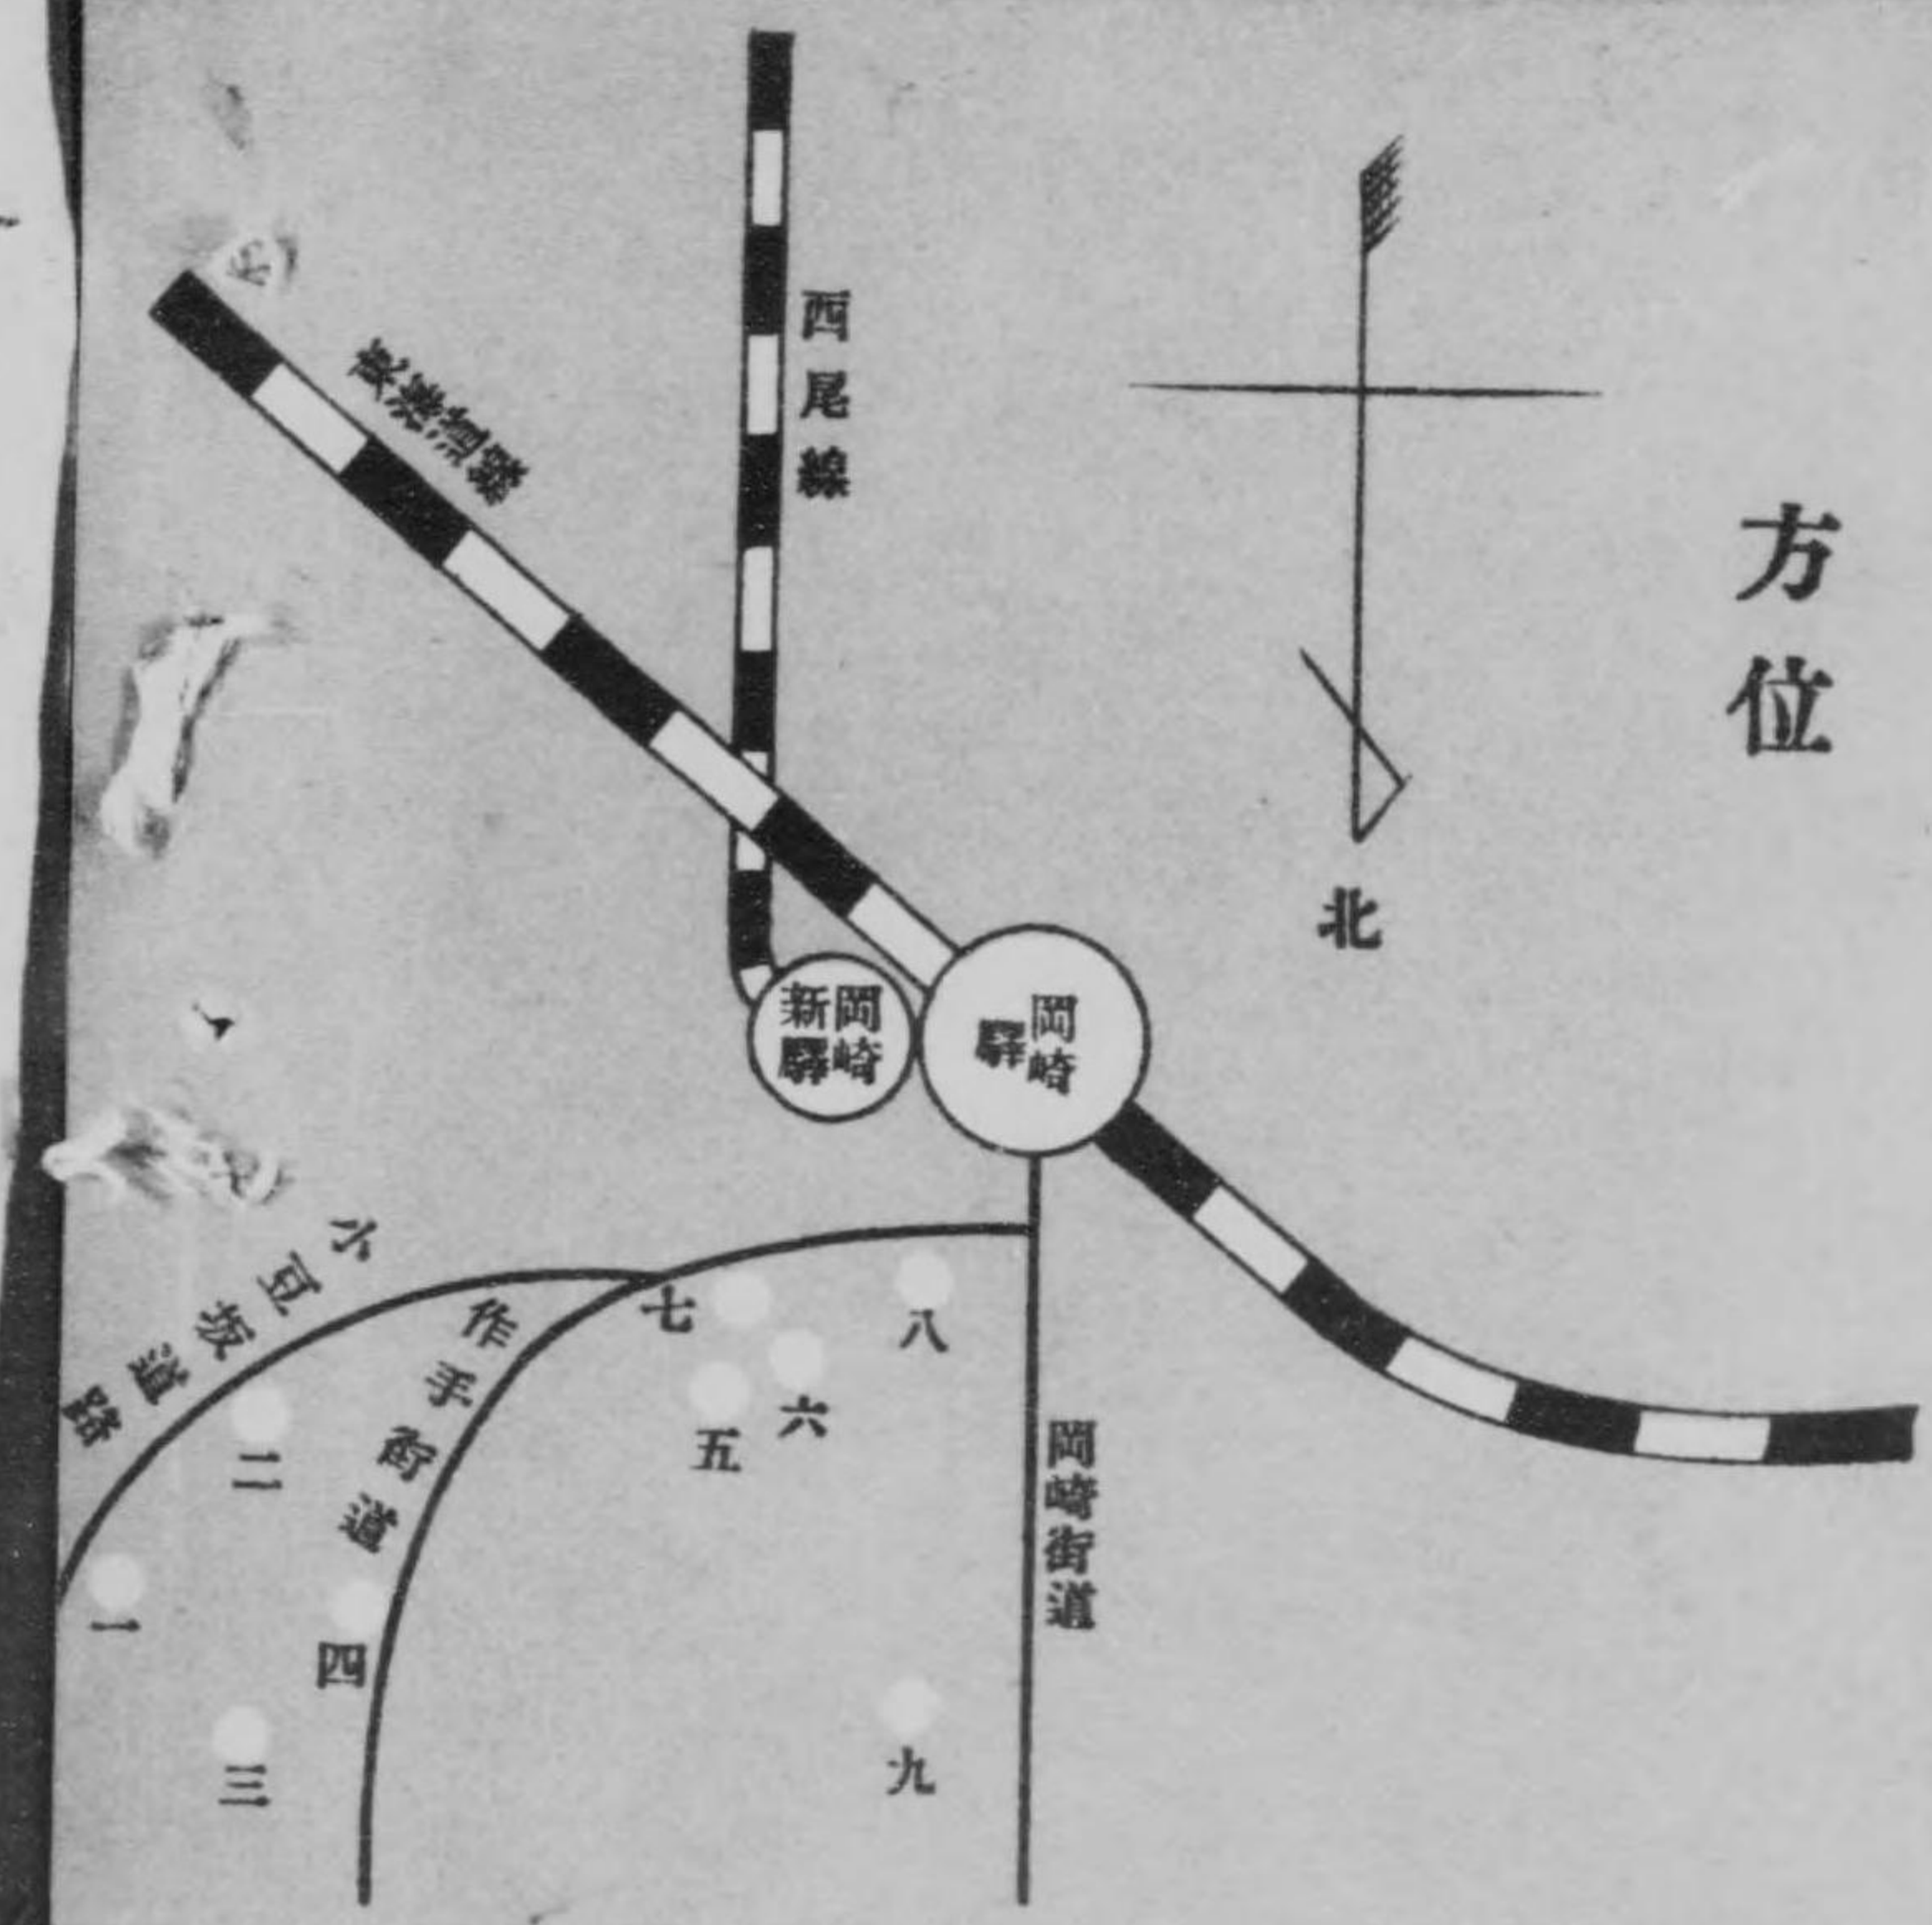 方位
北
西尾線
東海道線
岡崎驛
岡崎新驛
岡崎街道
小豆坂道路
作手街道
一
二
三
四
五
六
七
八
九